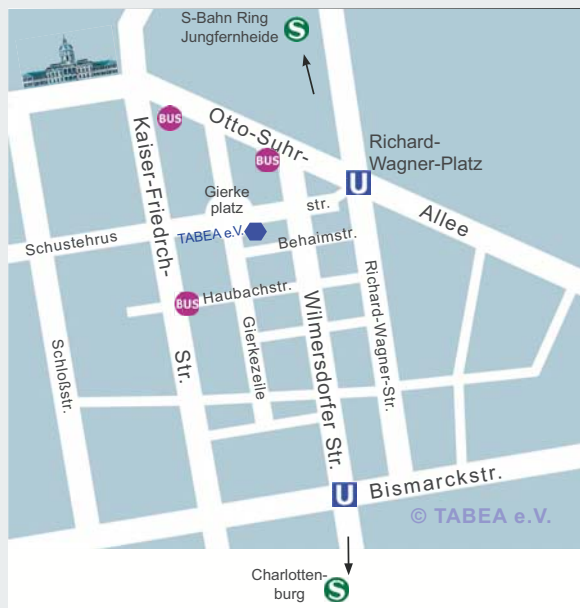 S-Bahn Ring
Jungfernheide
S
BUS
Otto-Suhr-
Allee
BUS
Richard-
Wagner-Platz
U
Kaiser-Friedrch-
Str.
Gierke
platz
str.
Schustehrus
TABEA e.V.
Behaimstr.
BUS
Haubachstr.
Wilmersdorfer Str.
Richard-Wagner-Str.
Gierkezeile
Schloßstr.
U
Bismarckstr.
© TABEA e.V.
Charlotten-
burg
S